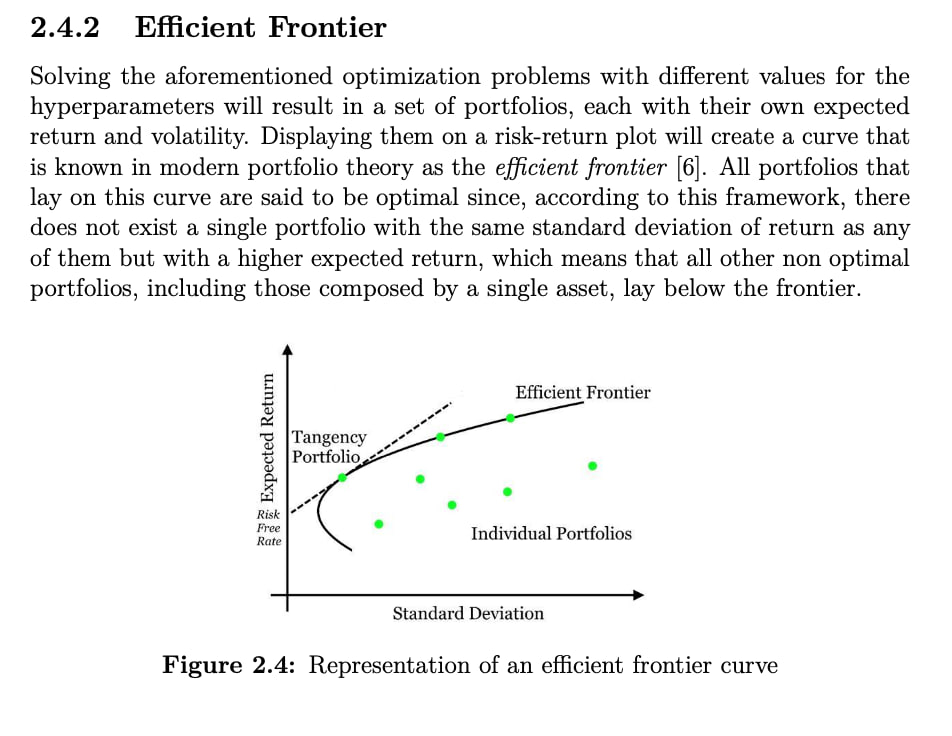 2.4.2 Efficient Frontier
Solving the aforementioned optimization problems with different values for the
hyperparameters will result in a set of portfolios, each with their own expected
return and volatility. Displaying them on a risk-return plot will create a curve that
is known in modern portfolio theory as the efficient frontier [6]. All portfolios that
lay on this curve are said to be optimal since, according to this framework, there
does not exist a single portfolio with the same standard deviation of return as any
of them but with a higher expected return, which means that all other non optimal
portfolios, including those composed by a single asset, lay below the frontier.
Expected Return
Efficient Frontier
Tangency
Portfolio
Risk
Free
Rate
Individual Portfolios
Standard Deviation
Figure 2.4: Representation of an efficient frontier curve